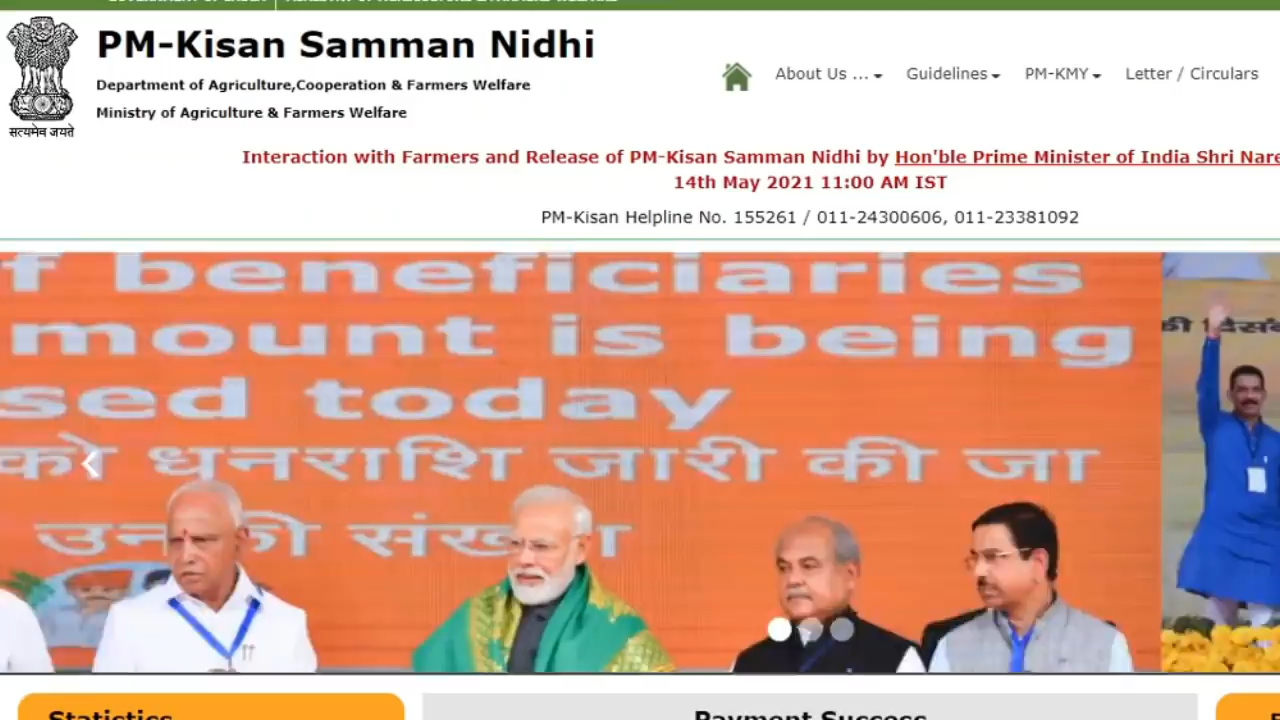 PM-Kisan Samman Nidhi
Department of Agriculture,Cooperation & Farmers Welfare
Ministry of Agriculture & Farmers Welfare
सत्यमेव जयते
About Us ...
Guidelines
PM-KMY
Letter / Circulars
Interaction with Farmers and Release of PM-Kisan Samman Nidhi by Hon'ble Prime Minister of India Shri Nare
14th May 2021 11:00 AM IST
PM-Kisan Helpline No. 155261 / 011-24300606, 011-23381092
f beneficiaries
mount is being
sed today
को धनराशि जारी की जा
उनकी
की
Statistics
Payment Success